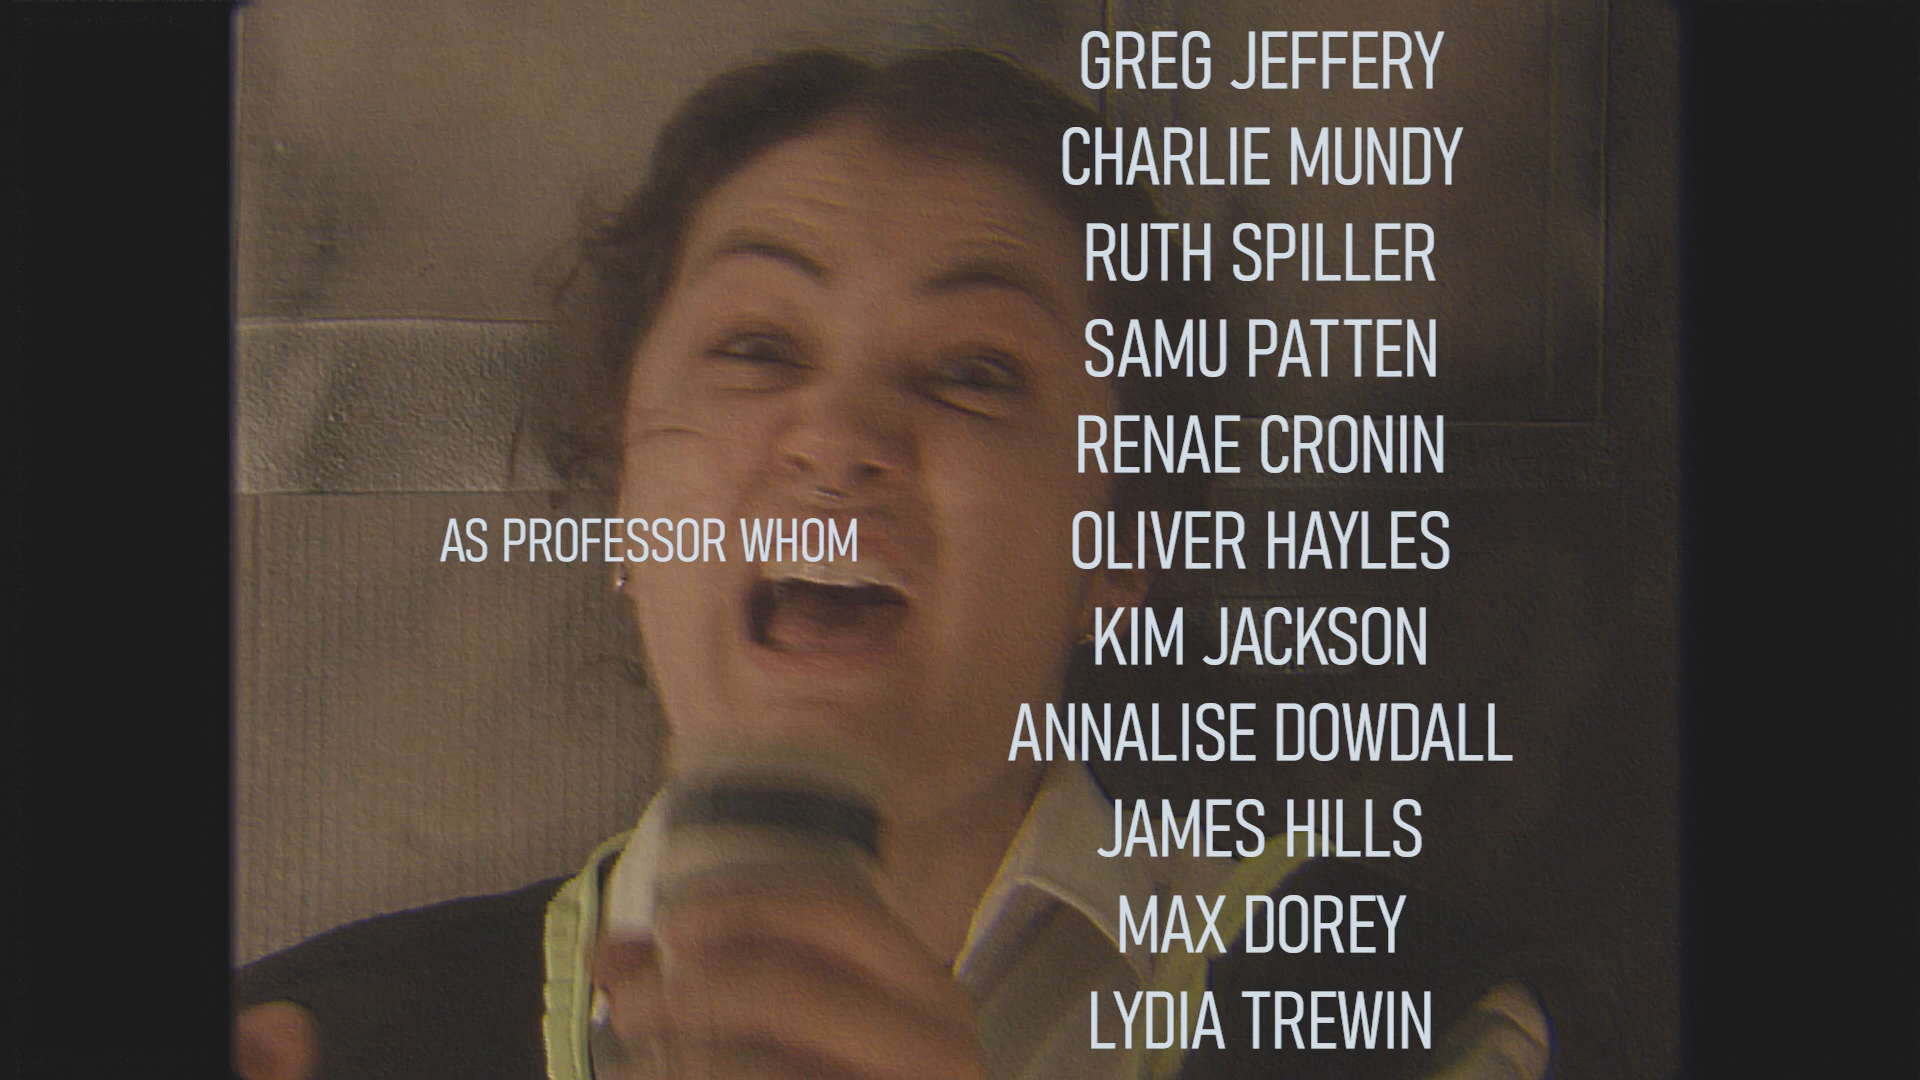 GREG JEFFERY
CHARLIE MUNDY
RUTH SPILLER
SAMU PATTEN
RENAE CRONIN
AS PROFESSOR WHOM
OLIVER HAYLES
KIM JACKSON
ANNALISE DOWDALL
JAMES HILLS
MAX DOREY
LYDIA TREWIN